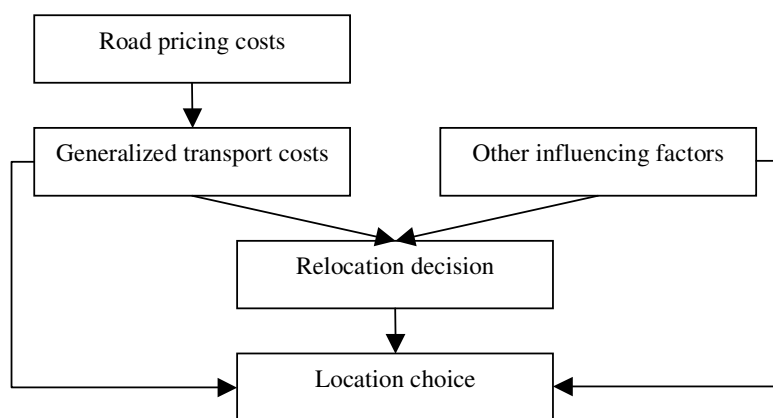 Road pricing costs
Generalized transport costs
Other influencing factors
Relocation decision
Location choice